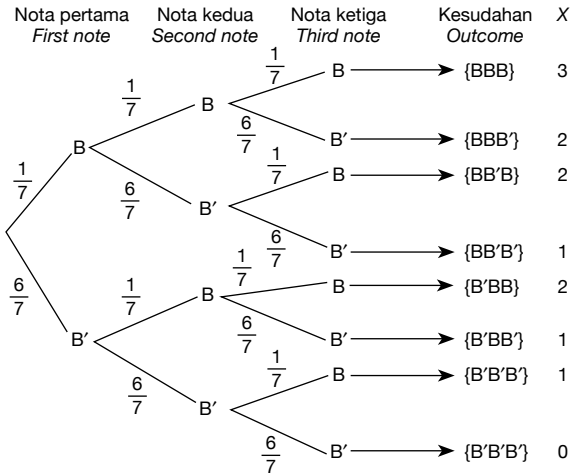 Nota pertama Nota kedua Nota ketiga Kesudahan X
First note Second note Third note Outcome
1/7 B {BBB} 3
1/7 B
6/7 B′ {BBB′} 2
1/7 B
1/7 B {BB′B} 2
6/7 B′
6/7 B′ {BB′B′} 1
1/7 B {B′BB} 2
6/7 1/7 B
6/7 B′ {B′BB′} 1
B′
1/7 B {B′B′B′} 1
6/7 B′
6/7 B′ {B′B′B′} 0